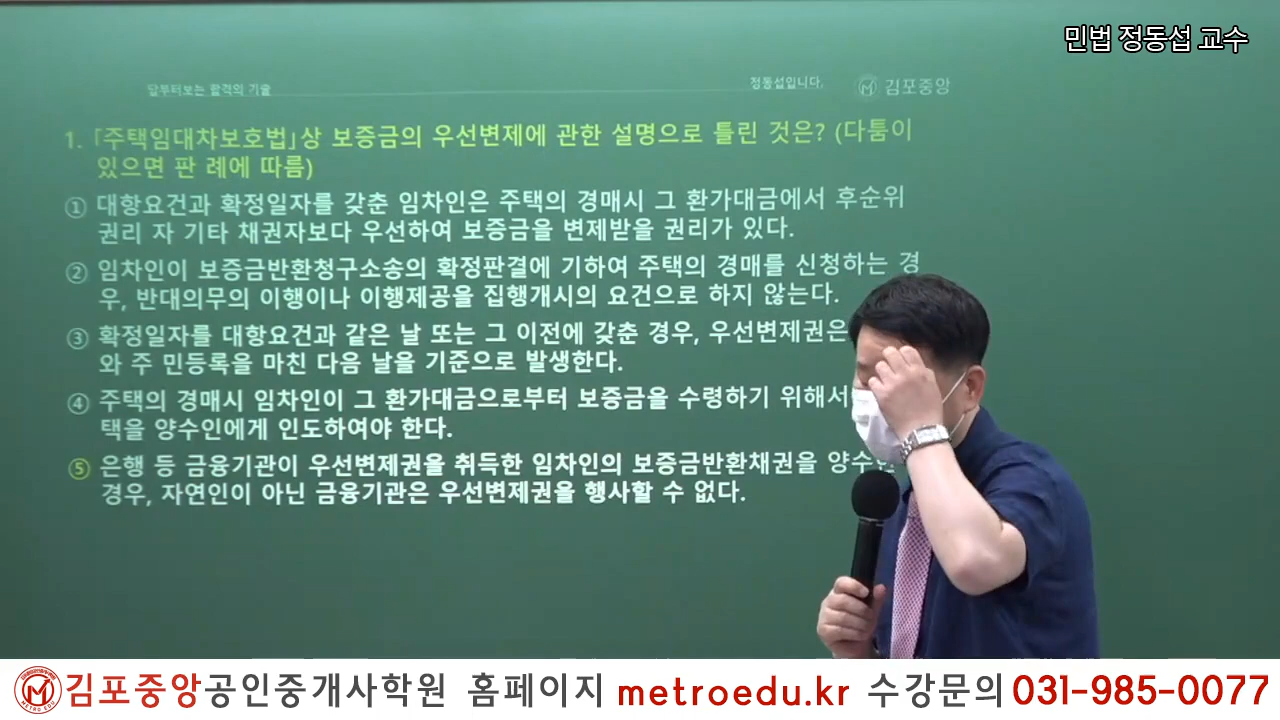 민법 정동섭 교수
답부터보는 합격의 기술
정동섭입니다.
김포중앙
1. 「주택임대차보호법」상 보증금의 우선변제에 관한 설명으로 틀린 것은? (다툼이
있으면 판 례에 따름)
① 대항요건과 확정일자를 갖춘 임차인은 주택의 경매시 그 환가대금에서 후순위
권리 자 기타 채권자보다 우선하여 보증금을 변제받을 권리가 있다.
② 임차인이 보증금반환청구소송의 확정판결에 기하여 주택의 경매를 신청하는 경
우, 반대의무의 이행이나 이행제공을 집행개시의 요건으로 하지 않는다.
③ 확정일자를 대항요건과 같은 날 또는 그 이전에 갖춘 경우, 우선변제권은
와 주 민등록을 마친 다음 날을 기준으로 발생한다.
④ 주택의 경매시 임차인이 그 환가대금으로부터 보증금을 수령하기 위해서
택을 양수인에게 인도하여야 한다.
⑤ 은행 등 금융기관이 우선변제권을 취득한 임차인의 보증금반환채권을 양수
경우, 자연인이 아닌 금융기관은 우선변제권을 행사할 수 없다.
METRO EDU 김포중앙공인중개사학원 홈페이지 metroedu.kr 수강문의 031-985-0077